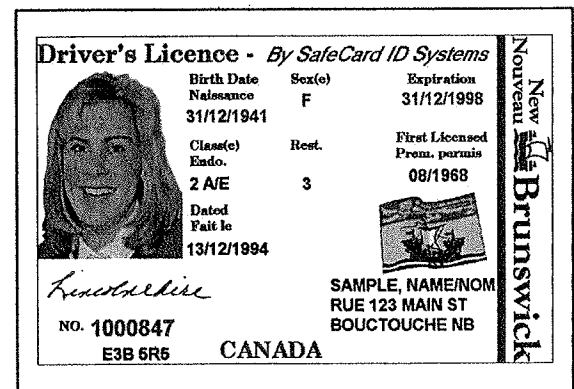 Driver's Licence - By SafeCard ID Systems
Birth Date
Naissance
31/12/1941
Sex(e)
F
Expiration
31/12/1998
Class(e)
Endo.
2 A/E
Rest.
3
First Licensed
Prem. permis
08/1968
Dated
Fait le
13/12/1994
SAMPLE, NAME/NOM
RUE 123 MAIN ST
BOUCTOUCHE NB
NO. 1000847
E3B 5R5
CANADA
New
Nouveau
Brunswick